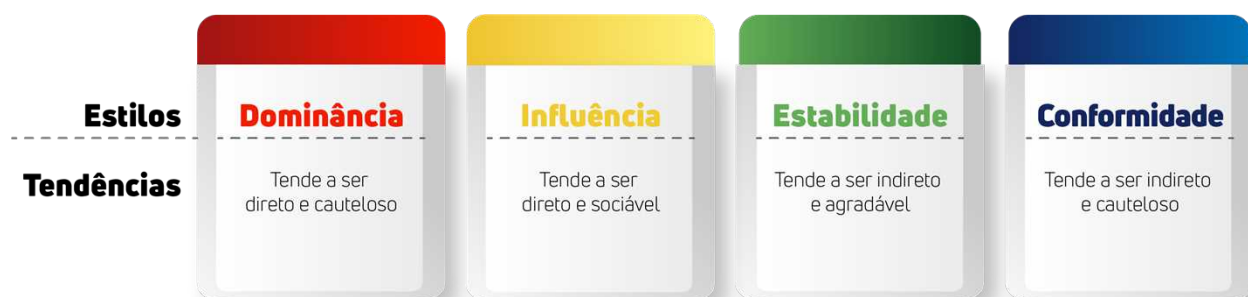 Estilos
Dominância
Influência
Estabilidade
Conformidade
Tendências
Tende a ser
direto e cauteloso
Tende a ser
direto e sociável
Tende a ser indireto
e agradável
Tende a ser indireto
e cauteloso